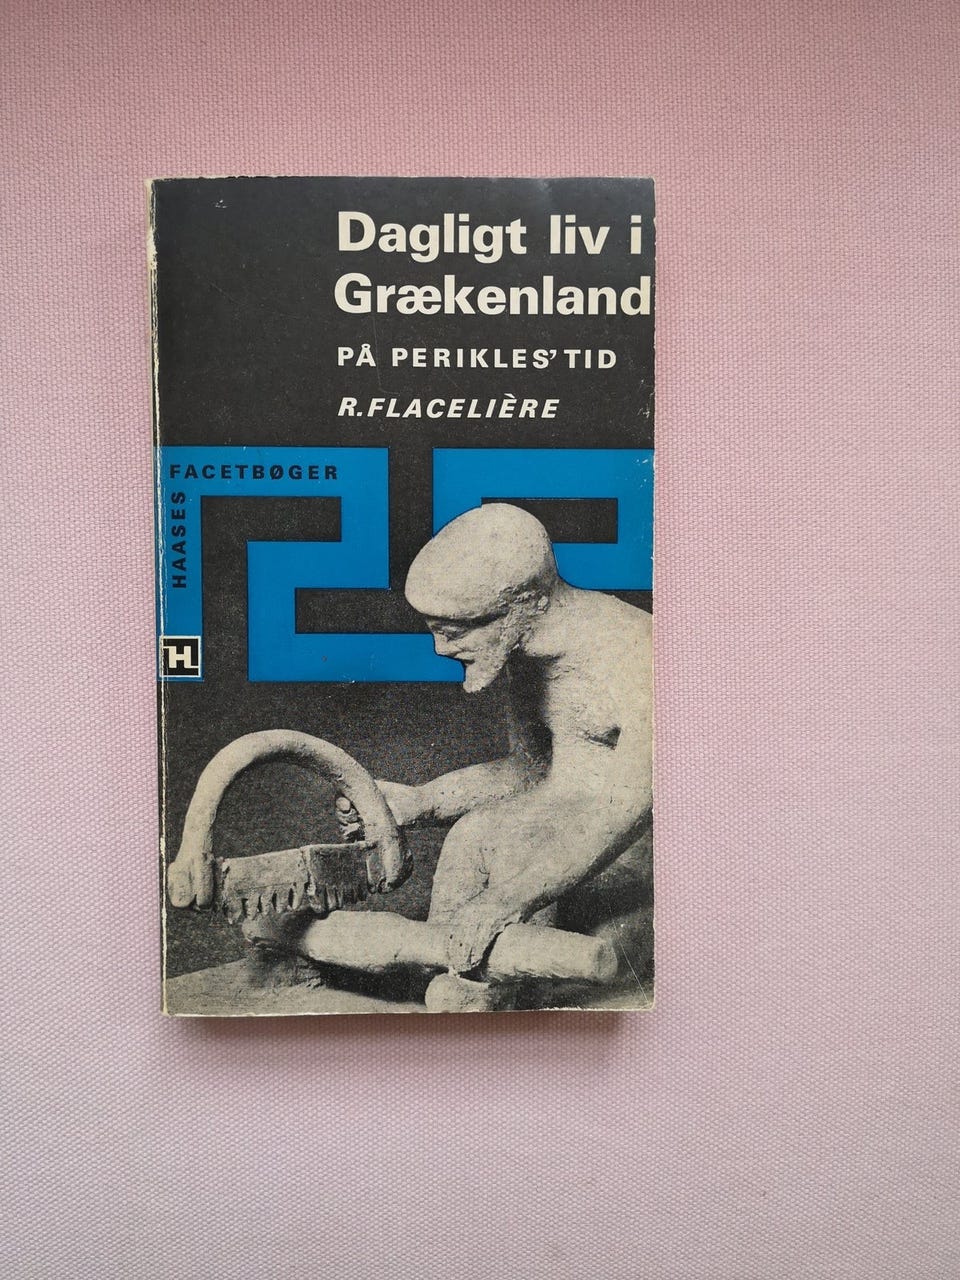 Dagligt liv i
Grækenland
PÅ PERIKLES' TID
R. FLACELIÈRE
FACETBØGER
HAASES
H